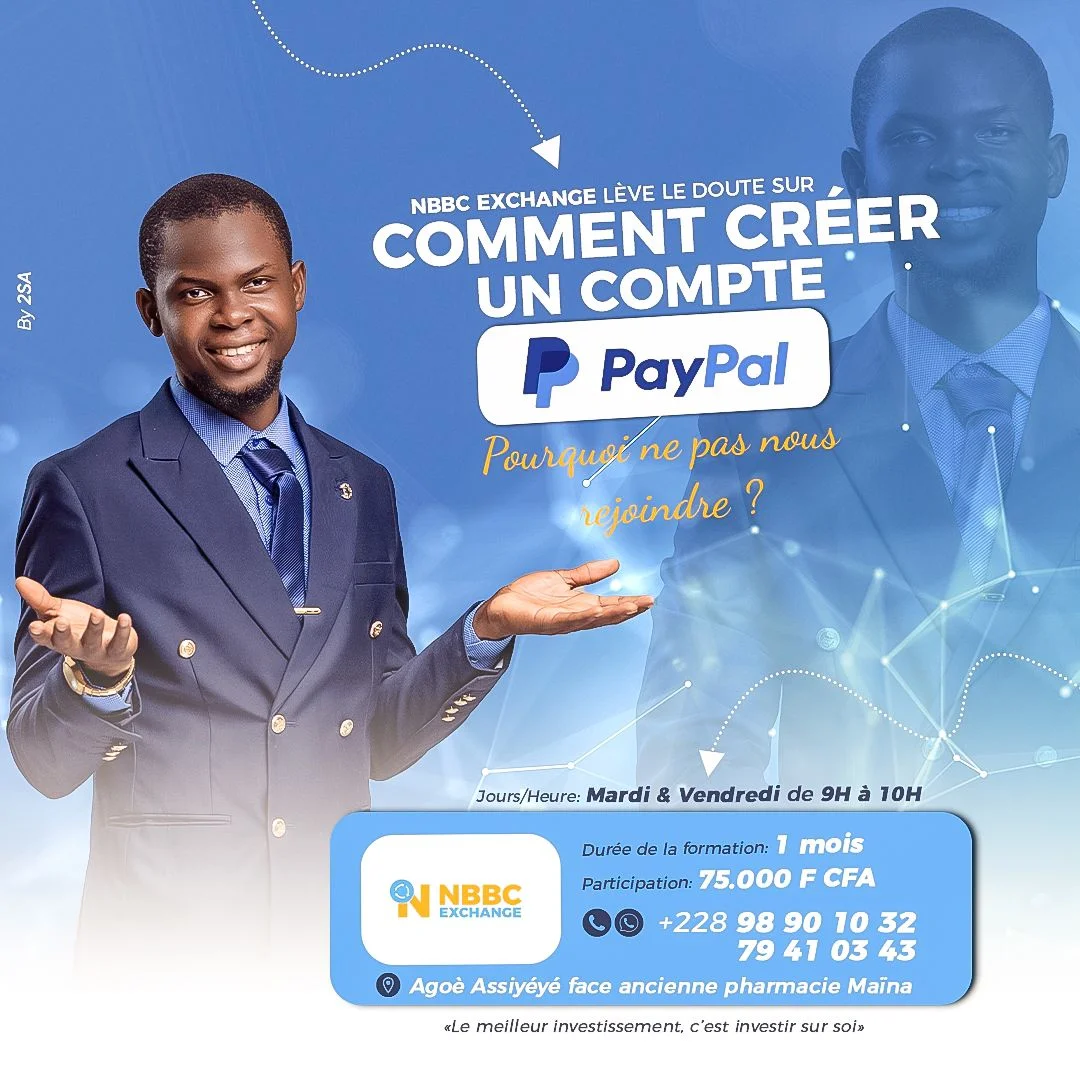 By 2SA
NBBC EXCHANGE LÈVE LE DOUTE SUR
COMMENT CRÉER
UN COMPTE
PayPal
Pourquoi ne pas nous
rejoindre ?
Jours/Heure: Mardi & Vendredi de 9H à 10H
NBBC
EXCHANGE
Durée de la formation: 1 mois
Participation: 75.000 F CFA
+228 98 90 10 32
79 41 03 43
Agoè Assiyéyé face ancienne pharmacie Maïna
«Le meilleur investissement, c'est investir sur soi»